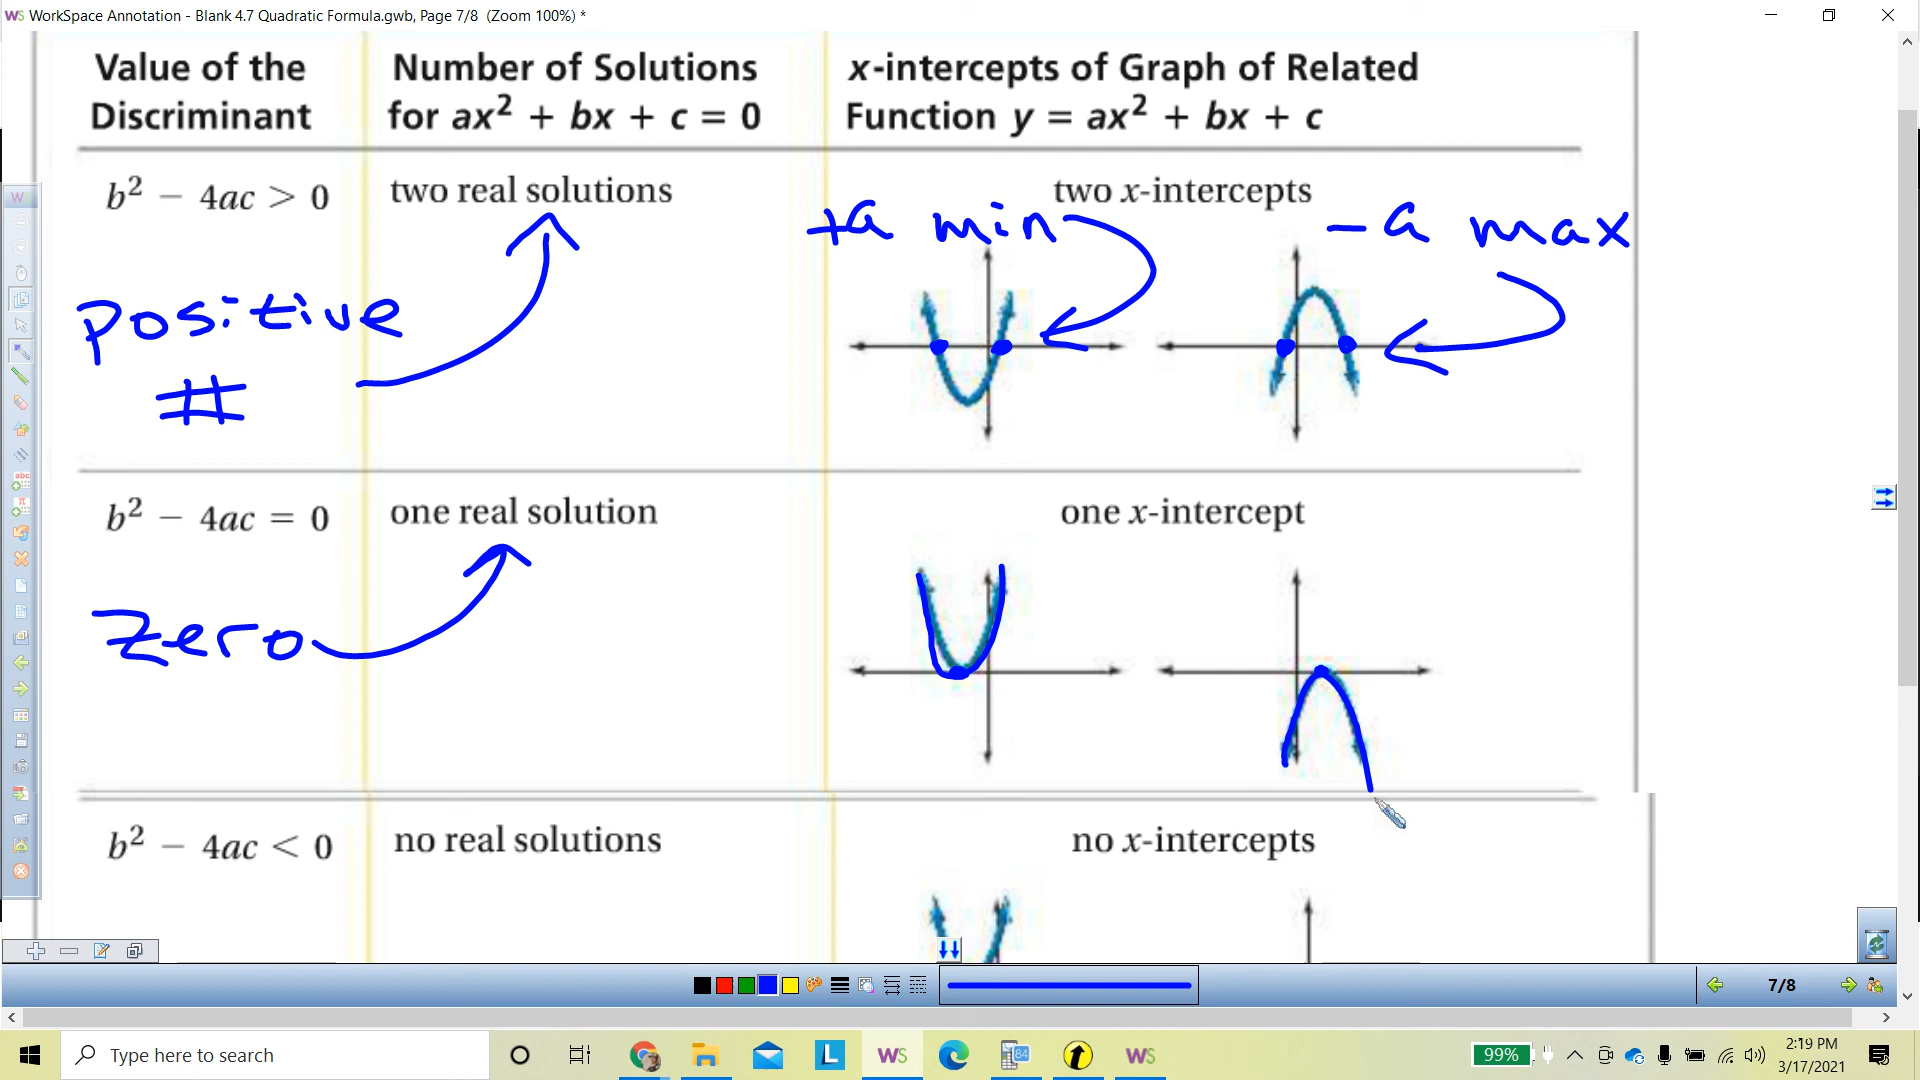 WS WorkSpace Annotation - Blank 4.7 Quadratic Formula.gwb, Page 7/8 (Zoom 100%) *
Value of the Discriminant
Number of Solutions for ax² + bx + c = 0
x-intercepts of Graph of Related Function y = ax² + bx + c
b² − 4ac > 0
two real solutions
two x-intercepts
+a min
-a max
positive
#
b² − 4ac = 0
one real solution
one x-intercept
zero
b² − 4ac < 0
no real solutions
no x-intercepts
7/8
Type here to search
L
WS
84
WS
99%
2:19 PM
3/17/2021